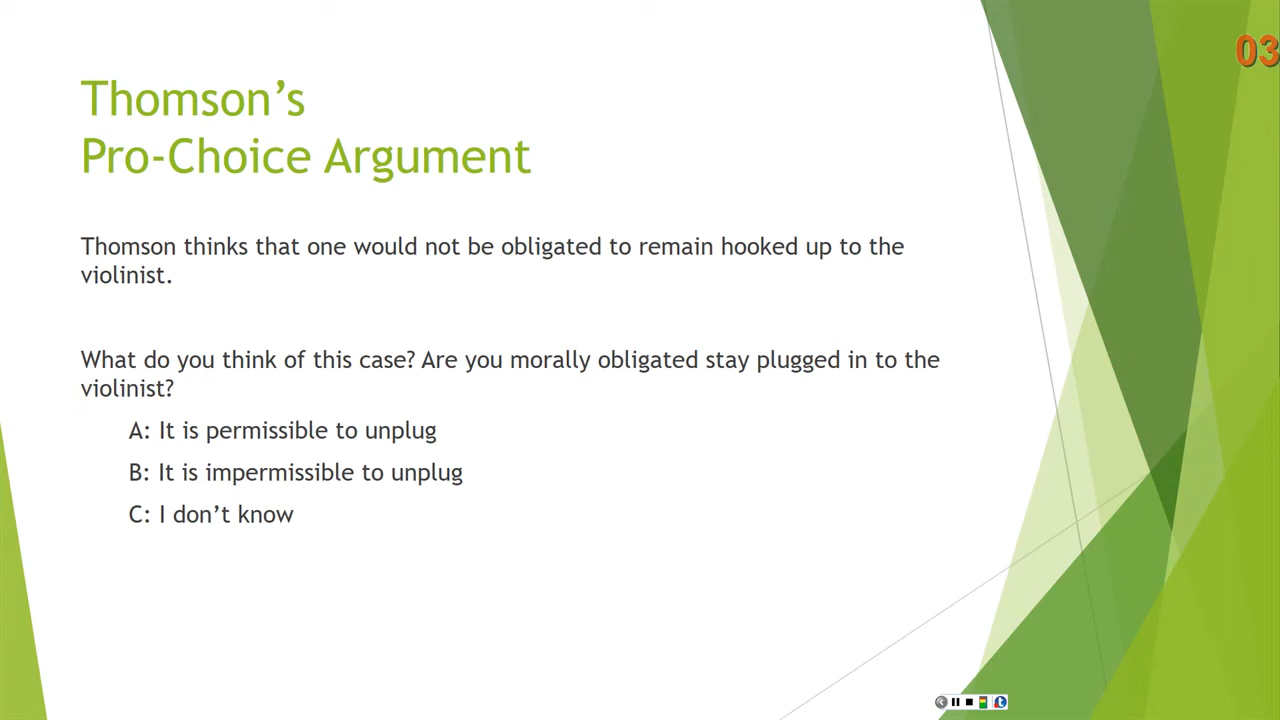 03
Thomson’s
Pro-Choice Argument
Thomson thinks that one would not be obligated to remain hooked up to the
violinist.
What do you think of this case? Are you morally obligated stay plugged in to the
violinist?
A: It is permissible to unplug
B: It is impermissible to unplug
C: I don’t know